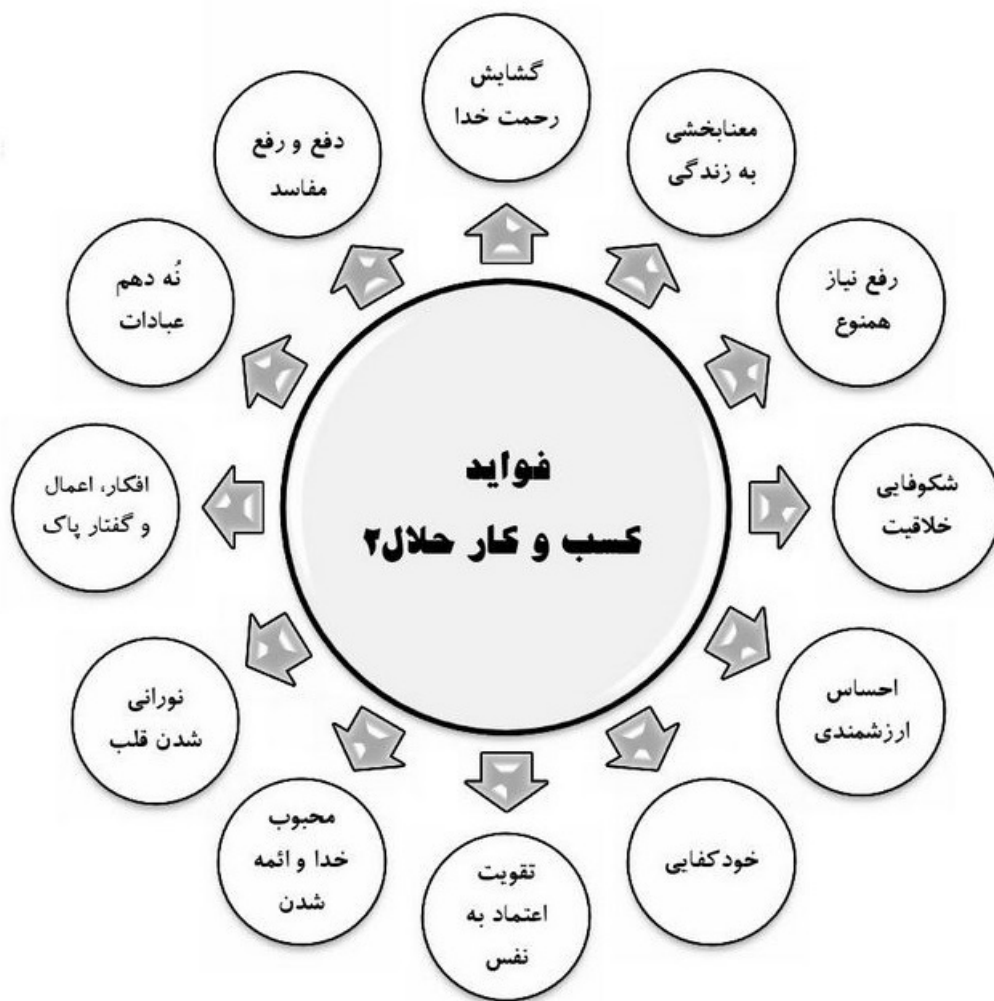 فواید
کسب و کار حلال۲
گشایش
رحمت خدا
معنابخشی
به زندگی
رفع نیاز
همنوع
شکوفایی
خلاقیت
احساس
ارزشمندی
خودکفایی
تقویت
اعتماد به
نفس
محبوب
خدا و ائمه
شدن
نورانی
شدن قلب
افکار، اعمال
و گفتار پاک
نُه دهم
عبادات
دفع و رفع
مفاسد